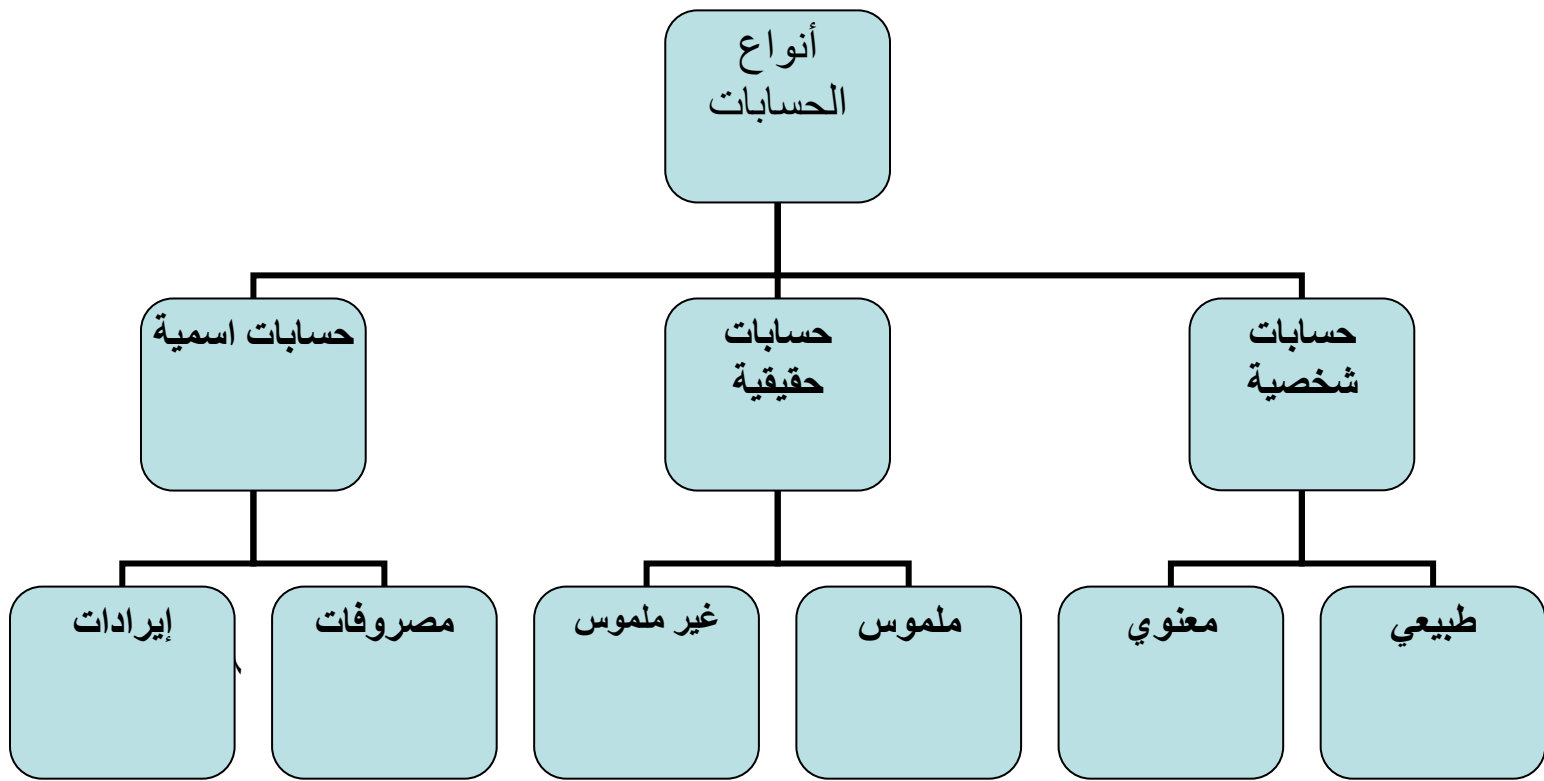 أنواع
الحسابات
حسابات
شخصية
حسابات
حقيقية
حسابات اسمية
طبيعي
معنوي
ملموس
غير ملموس
مصروفات
إيرادات